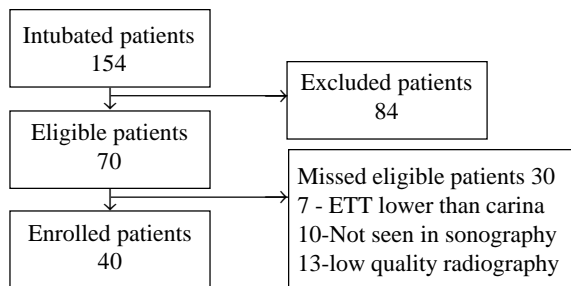 Intubated patients
154
Excluded patients
84
Eligible patients
70
Missed eligible patients 30
7 - ETT lower than carina
10-Not seen in sonography
13-low quality radiography
Enrolled patients
40